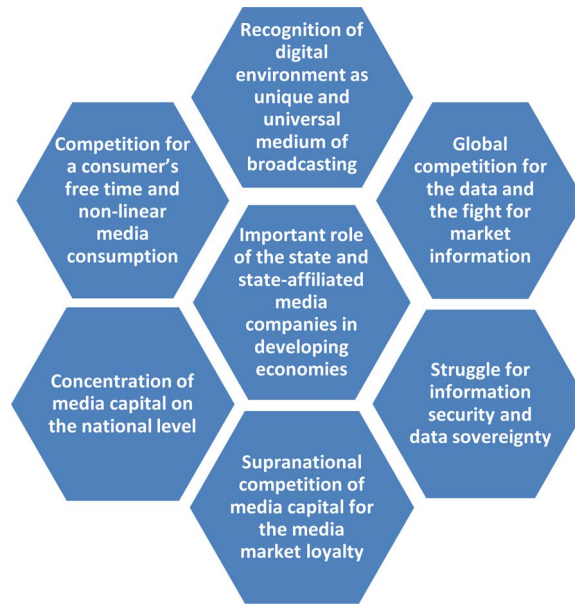 Recognition of
digital
environment as
unique and
universal
medium of
broadcasting
Competition for
a consumer's
free time and
non-linear
media
consumption
Global
competition for
the data and
the fight for
market
information
Important role
of the state and
state-affiliated
media
companies in
developing
economies
Concentration of
media capital on
the national level
Struggle for
information
security and
data sovereignty
Supranational
competition of
media capital for
the media
market loyalty